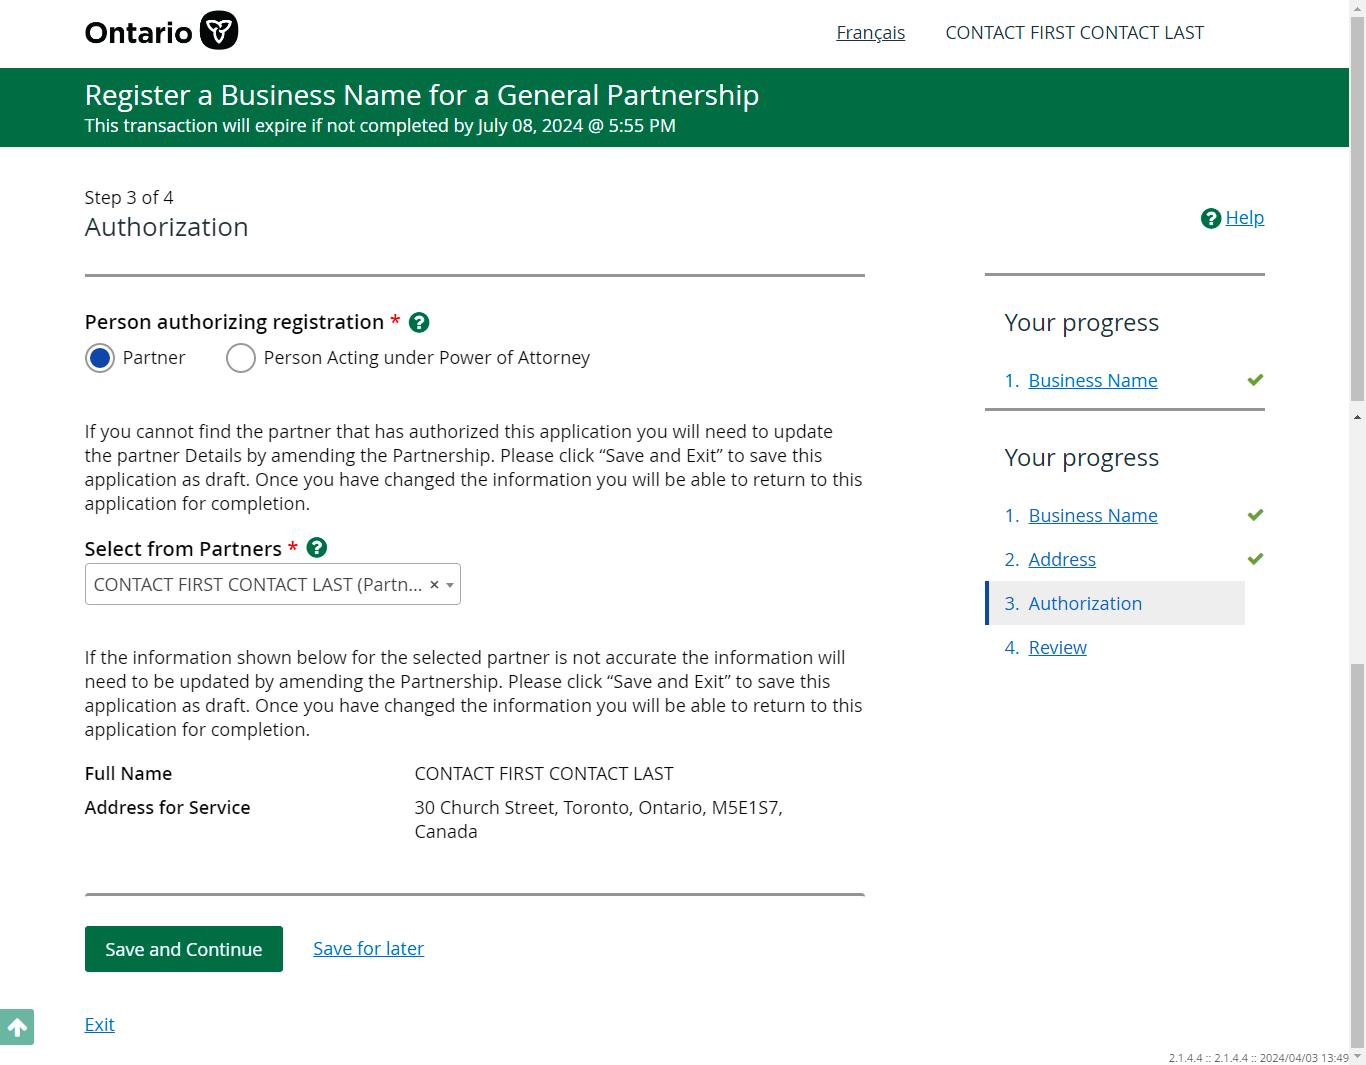 Ontario
Français
CONTACT FIRST CONTACT LAST
Register a Business Name for a General Partnership
This transaction will expire if not completed by July 08, 2024 @ 5:55 PM
Step 3 of 4
Authorization
Help
Person authorizing registration *
Partner
Person Acting under Power of Attorney
If you cannot find the partner that has authorized this application you will need to update
the partner Details by amending the Partnership. Please click “Save and Exit” to save this
application as draft. Once you have changed the information you will be able to return to this
application for completion.
Select from Partners *
CONTACT FIRST CONTACT LAST (Partn... ×
If the information shown below for the selected partner is not accurate the information will
need to be updated by amending the Partnership. Please click “Save and Exit” to save this
application as draft. Once you have changed the information you will be able to return to this
application for completion.
Full Name CONTACT FIRST CONTACT LAST
Address for Service 30 Church Street, Toronto, Ontario, M5E1S7,
Canada
Save and Continue
Save for later
Exit
Your progress
1. Business Name
Your progress
1. Business Name
2. Address
3. Authorization
4. Review
2.1.4.4 :: 2.1.4.4 :: 2024/04/03 13:49